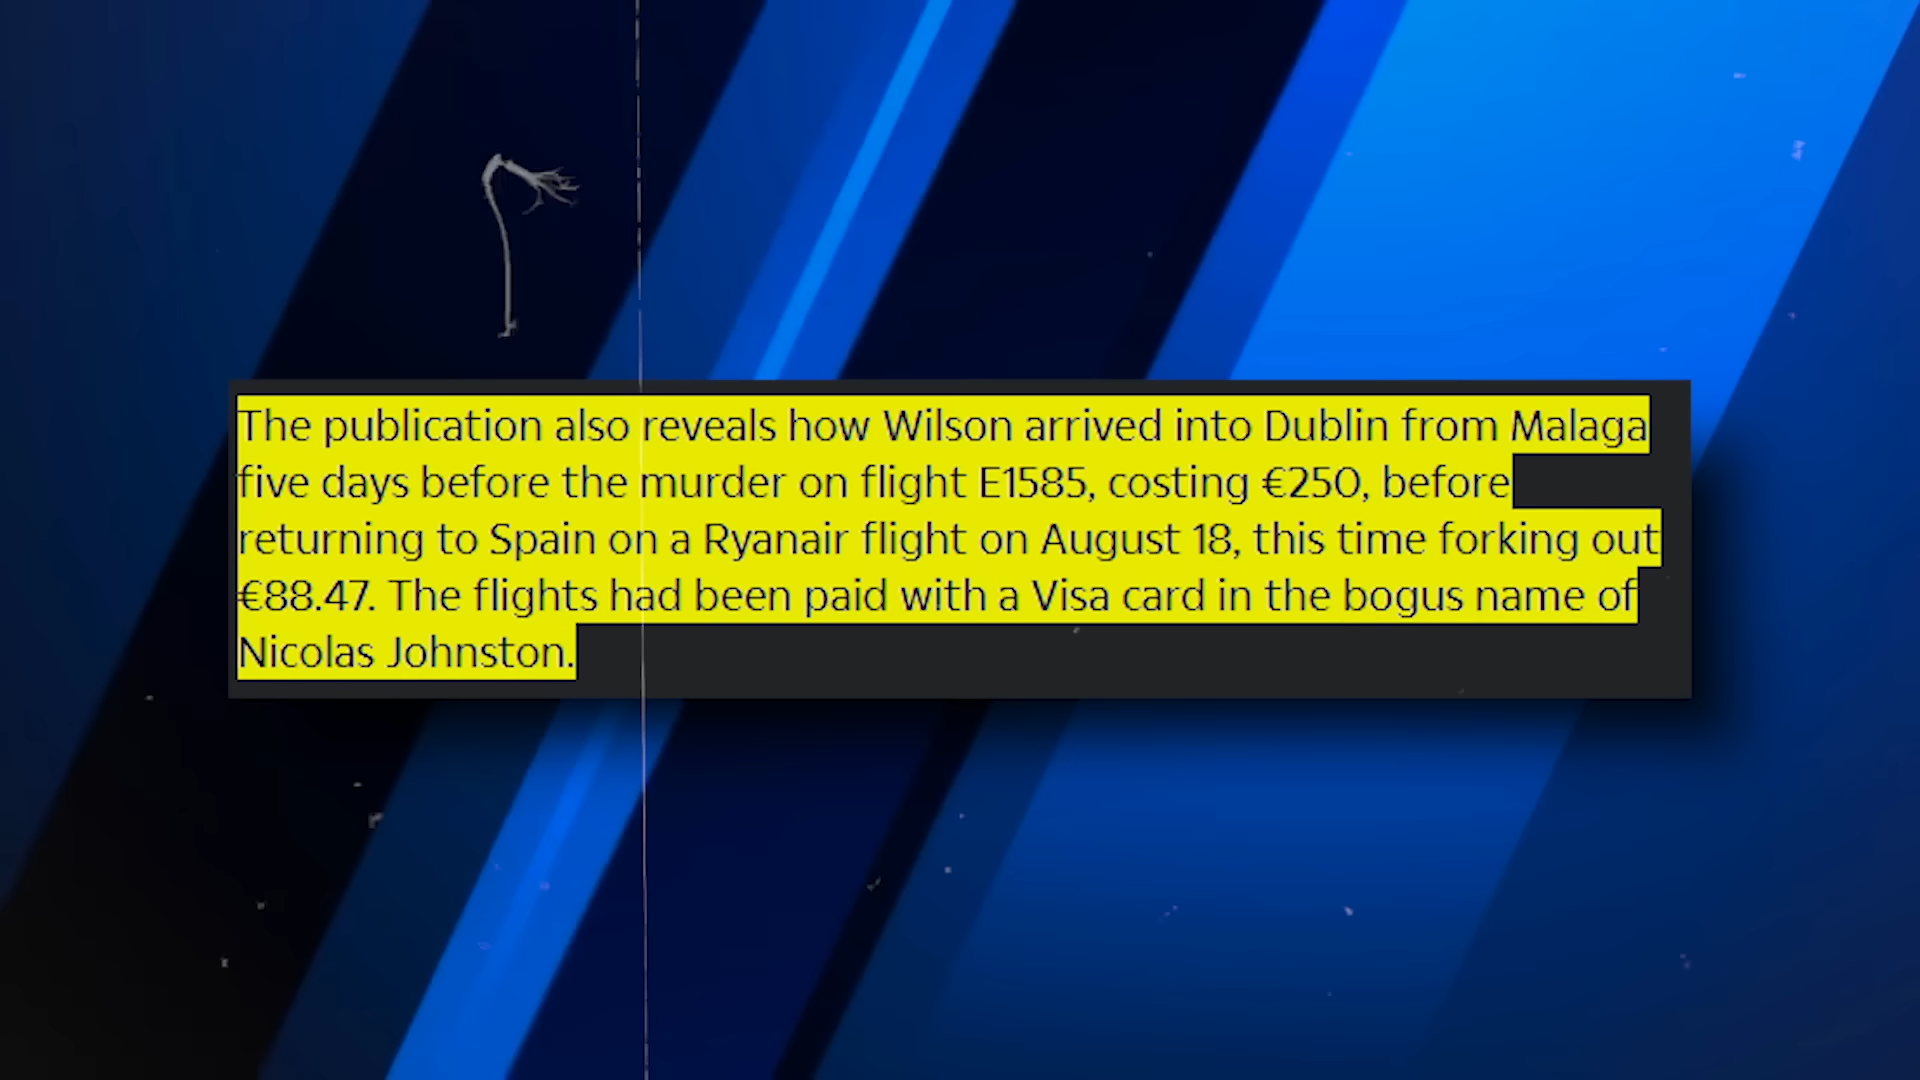 The publication also reveals how Wilson arrived into Dublin from Malaga
five days before the murder on flight E1585, costing €250, before
returning to Spain on a Ryanair flight on August 18, this time forking out
€88.47. The flights had been paid with a Visa card in the bogus name of
Nicolas Johnston.